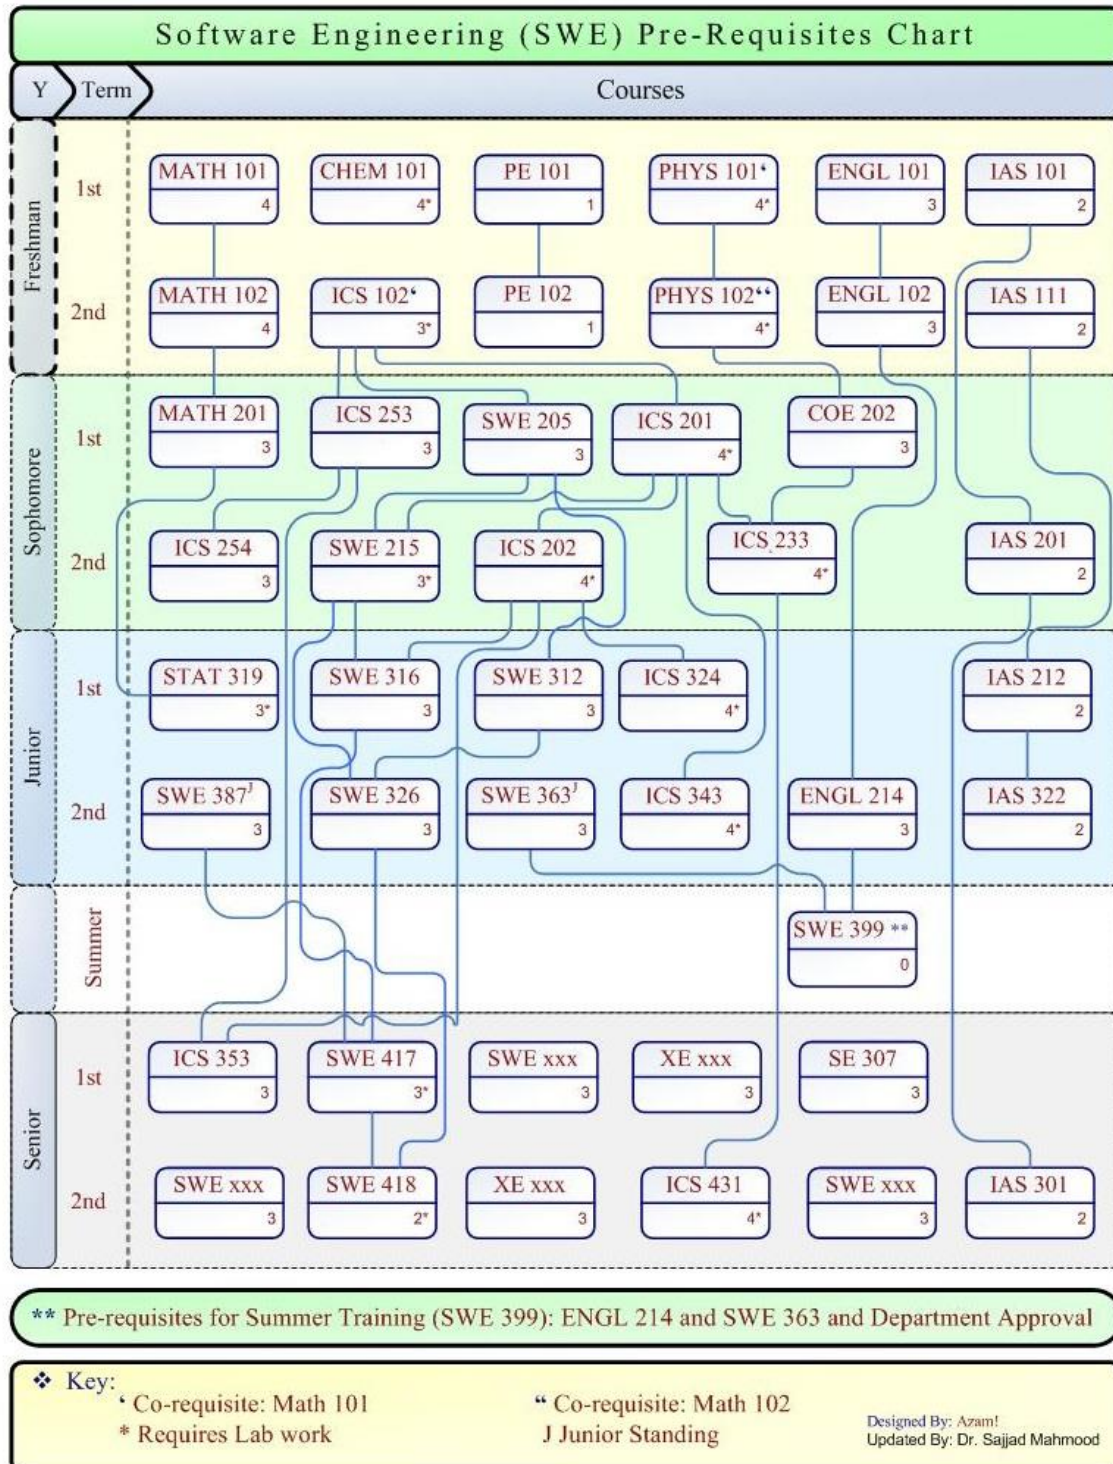 Software Engineering (SWE) Pre-Requisites Chart
Y Term Courses
Freshman
1st
MATH 101 CHEM 101 PE 101 PHYS 101‘ ENGL 101 IAS 101
4 4* 1 4* 3 2
2nd
MATH 102 ICS 102‘ PE 102 PHYS 102“ ENGL 102 IAS 111
4 3* 1 4* 3 2
Sophomore
1st
MATH 201 ICS 253 SWE 205 ICS 201 COE 202
3 3 3 4* 3
2nd
ICS 254 SWE 215 ICS 202 ICS 233 IAS 201
3 3* 4* 4* 2
Junior
1st
STAT 319 SWE 316 SWE 312 ICS 324 IAS 212
3* 3 3 4* 2
2nd
SWE 387J SWE 326 SWE 363J ICS 343 ENGL 214 IAS 322
3 3 3 4* 3 2
Summer
SWE 399 **
0
Senior
1st
ICS 353 SWE 417 SWE xxx XE xxx SE 307
3 3* 3 3 3
2nd
SWE xxx SWE 418 XE xxx ICS 431 SWE xxx IAS 301
3 2* 3 4* 3 2
** Pre-requisites for Summer Training (SWE 399): ENGL 214 and SWE 363 and Department Approval
❖ Key:
‘ Co-requisite: Math 101 “ Co-requisite: Math 102
* Requires Lab work J Junior Standing
Designed By: Azam!
Updated By: Dr. Sajjad Mahmood